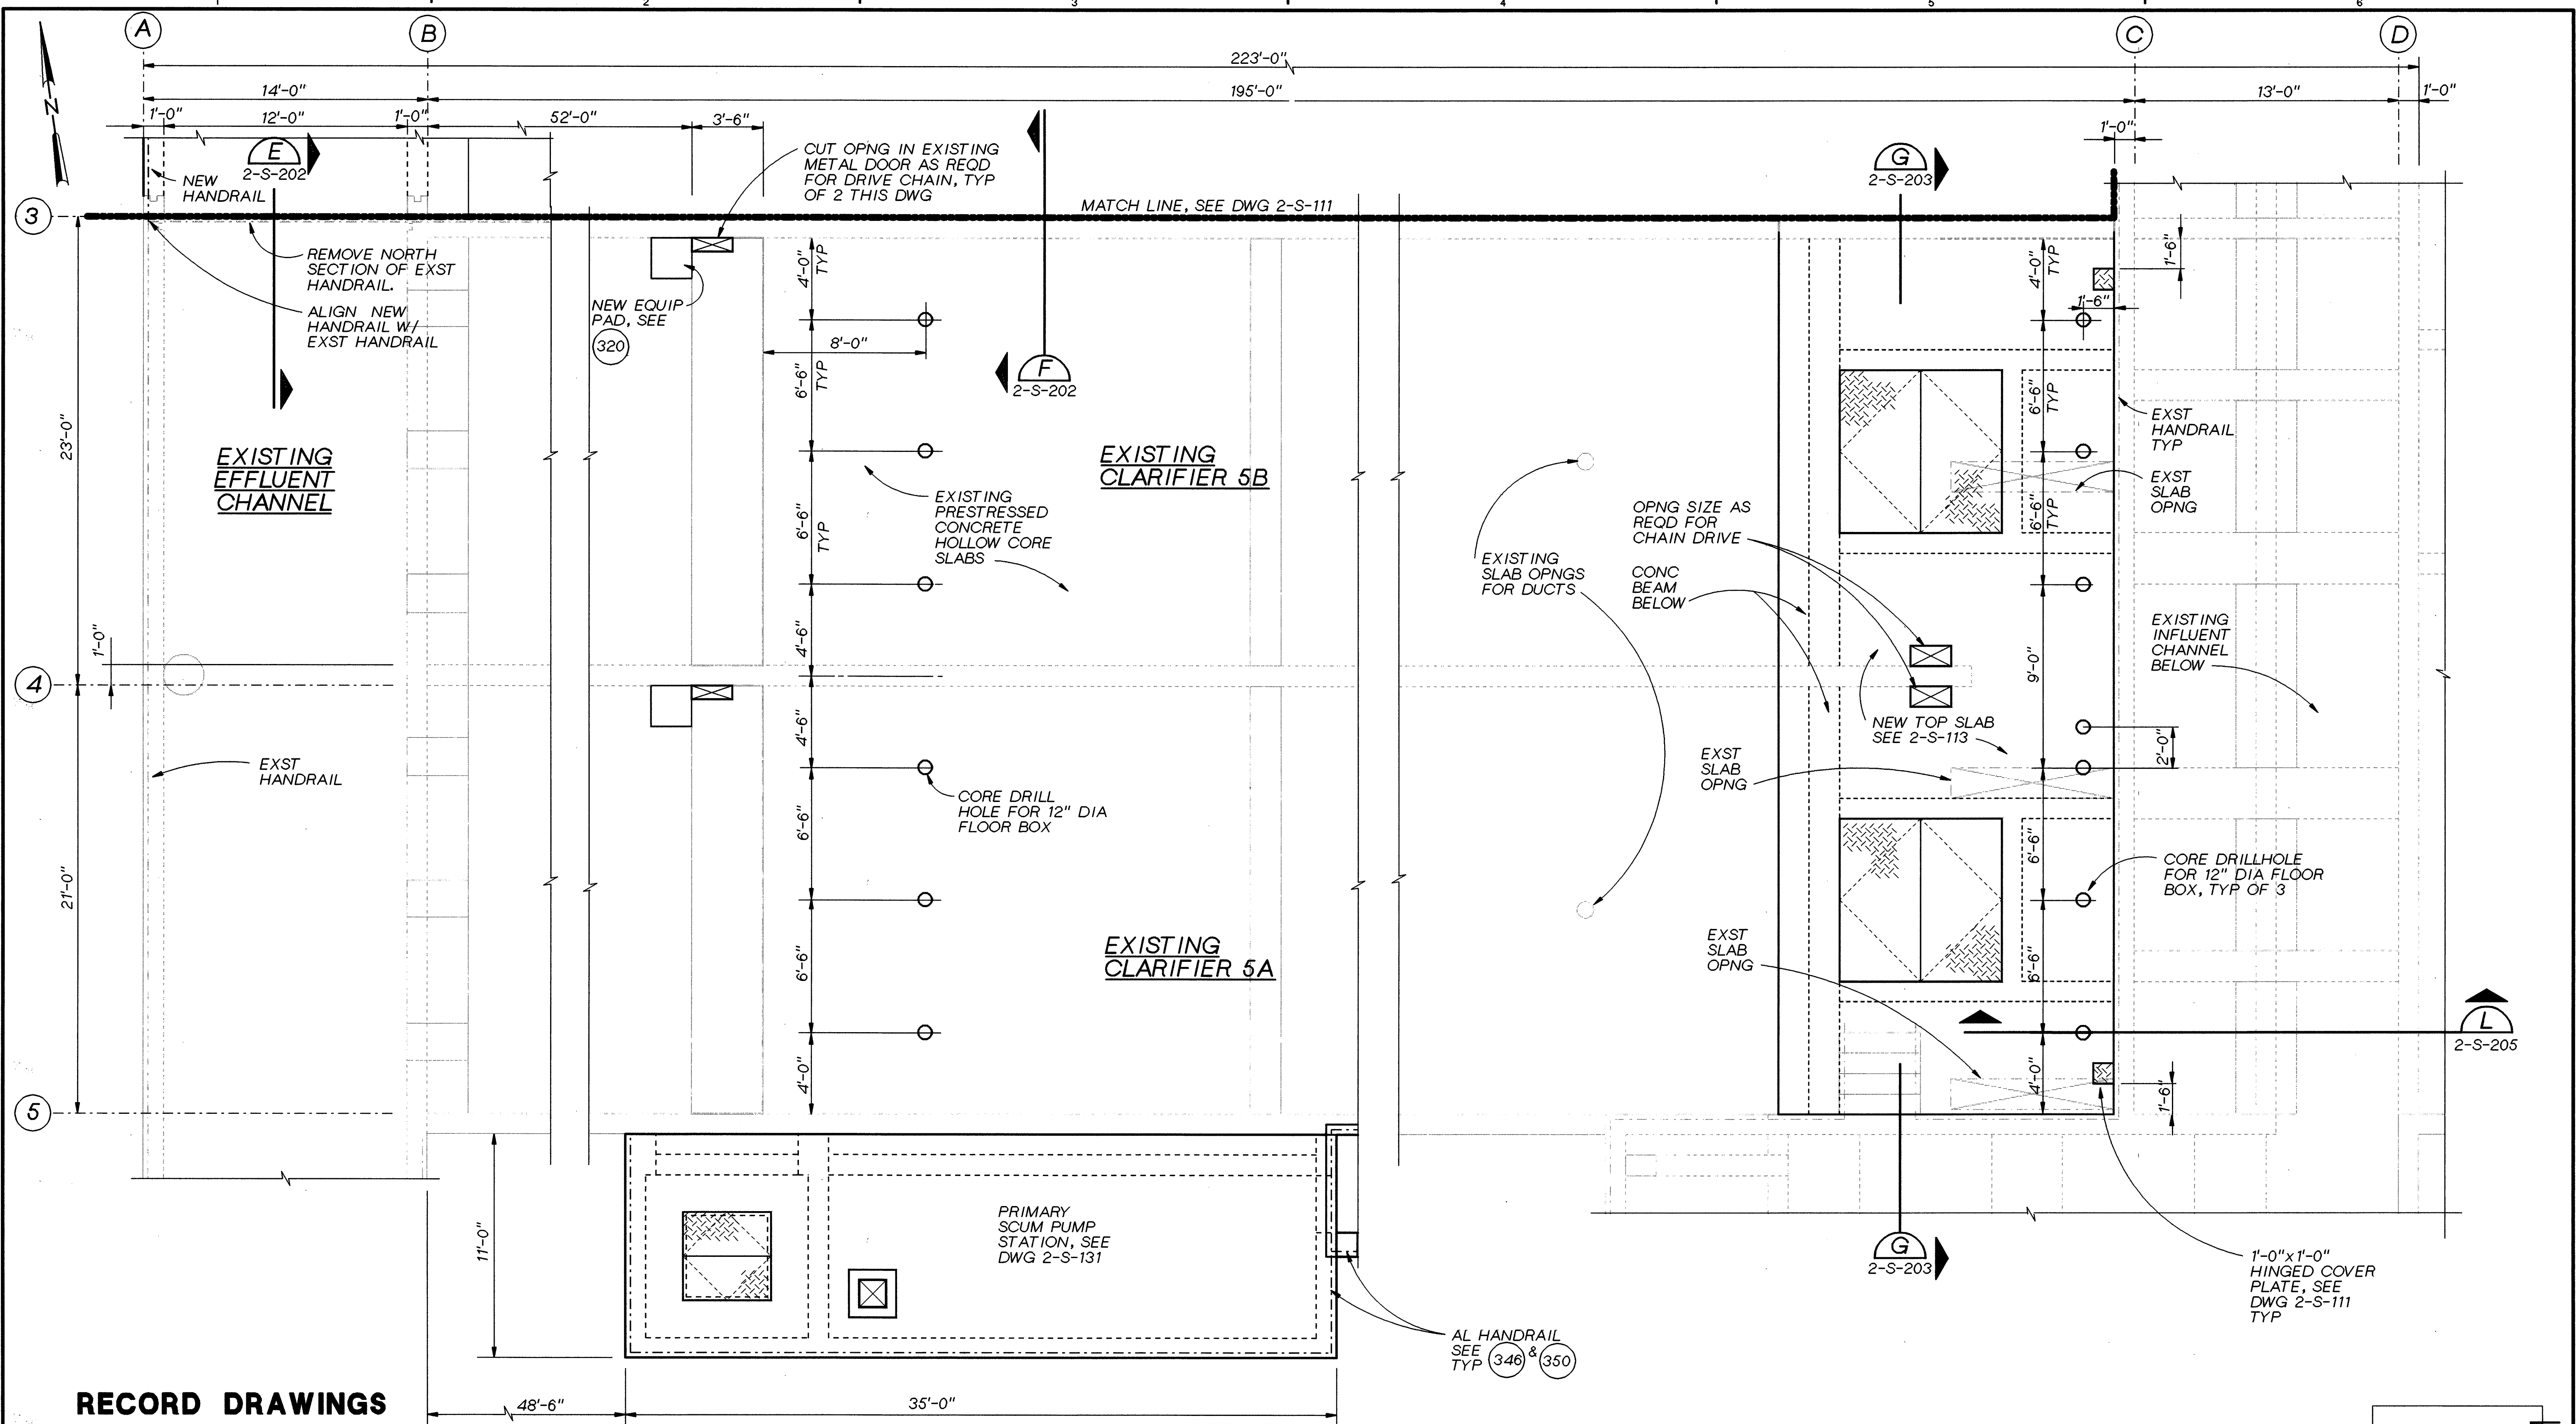 2
3
4
5
6
A
B
C
D
N
223'-0"
14'-0"
195'-0"
13'-0"
1'-0"
1'-0"
12'-0"
1'-0"
52'-0"
3'-6"
1'-0"
E
2-S-202
NEW
HANDRAIL
CUT OPNG IN EXISTING
METAL DOOR AS REQD
FOR DRIVE CHAIN, TYP
OF 2 THIS DWG
G
2-S-203
3
MATCH LINE, SEE DWG 2-S-111
REMOVE NORTH
SECTION OF EXST
HANDRAIL.
ALIGN NEW
HANDRAIL W/
EXST HANDRAIL
NEW EQUIP
PAD, SEE
320
4'-0"
TYP
8'-0"
6'-6"
TYP
F
2-S-202
4'-0"
TYP
1'-6"
1'-6"
6'-6"
TYP
EXST
HANDRAIL
TYP
23'-0"
EXISTING
EFFLUENT
CHANNEL
EXISTING
CLARIFIER 5B
EXISTING
PRESTRESSED
CONCRETE
HOLLOW CORE
SLABS
6'-6"
TYP
EXISTING
SLAB OPNGS
FOR DUCTS
OPNG SIZE AS
REQD FOR
CHAIN DRIVE
CONC
BEAM
BELOW
6'-6"
TYP
EXST
SLAB
OPNG
EXISTING
INFLUENT
CHANNEL
BELOW
1'-0"
4'-6"
9'-0"
4
4'-6"
NEW TOP SLAB
SEE 2-S-113
2'-0"
EXST
SLAB
OPNG
EXST
HANDRAIL
CORE DRILL
HOLE FOR 12" DIA
FLOOR BOX
6'-6"
6'-6"
CORE DRILLHOLE
FOR 12" DIA FLOOR
BOX, TYP OF 3
21'-0"
EXISTING
CLARIFIER 5A
6'-6"
EXST
SLAB
OPNG
6'-6"
L
2-S-205
4'-0"
4'-0"
1'-6"
5
11'-0"
PRIMARY
SCUM PUMP
STATION, SEE
DWG 2-S-131
G
2-S-203
1'-0"x1'-0"
HINGED COVER
PLATE, SEE
DWG 2-S-111
TYP
AL HANDRAIL
SEE
TYP 346 & 350
RECORD DRAWINGS
48'-6"
35'-0"